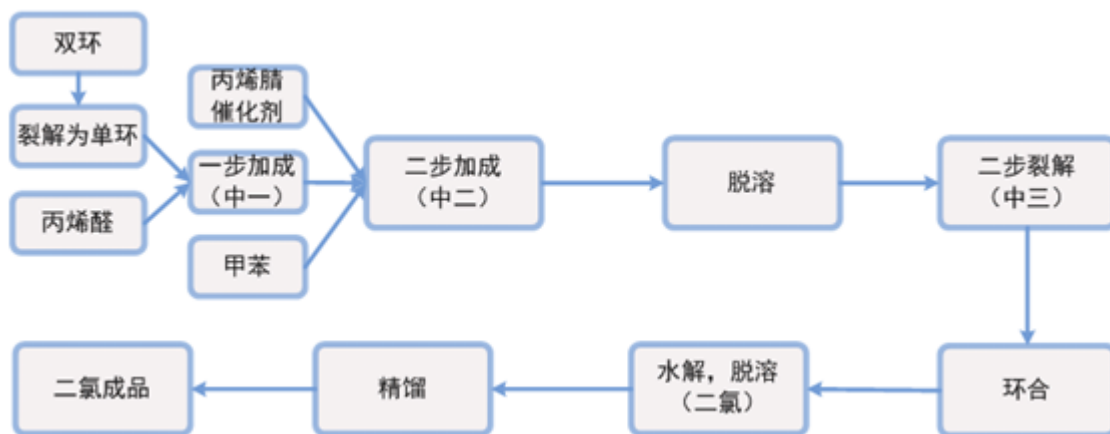 双环
裂解为单环
丙烯醛
丙烯腈
催化剂
一步加成
（中一）
甲苯
二步加成
（中二）
脱溶
二步裂解
（中三）
环合
水解，脱溶
（二氯）
精馏
二氯成品